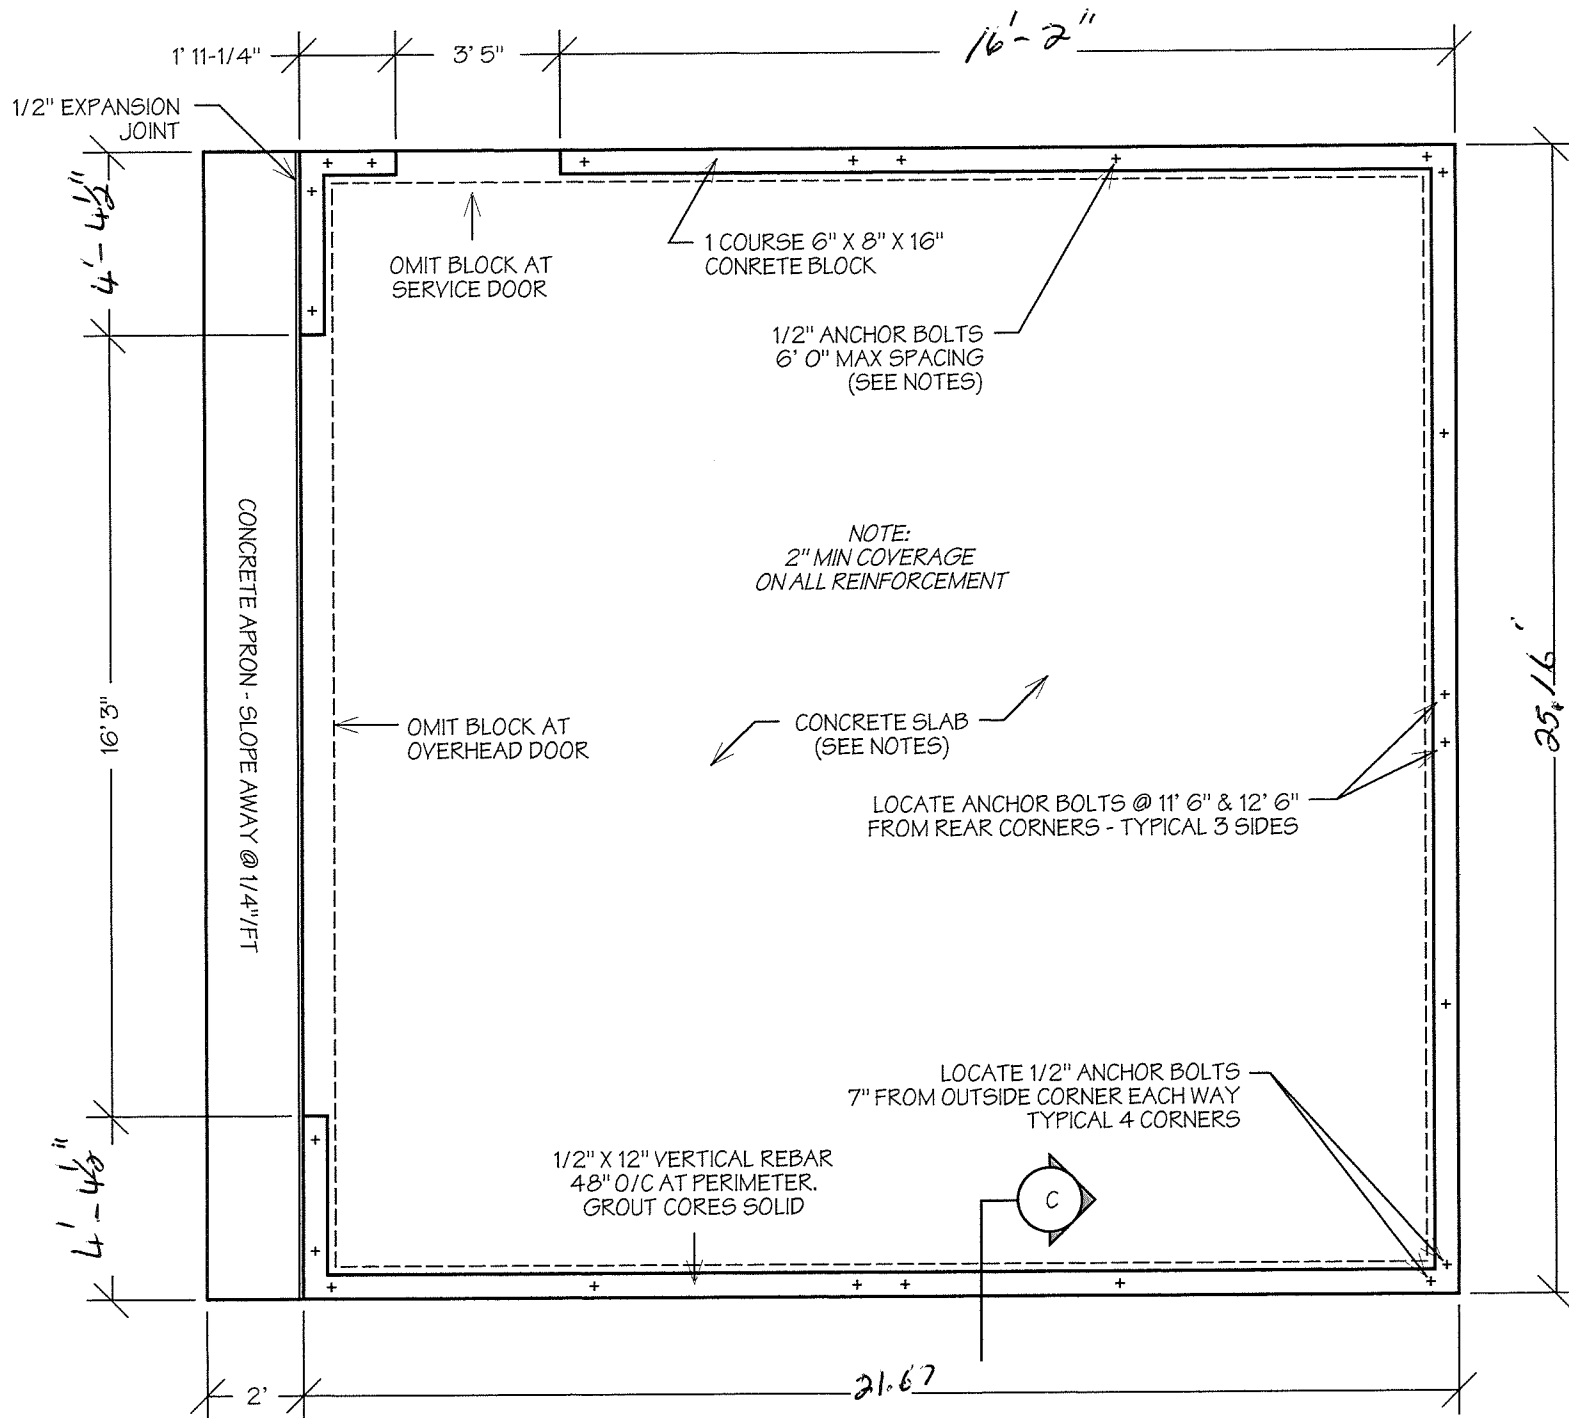 16'-2"
1' 11-1/4"
3' 5"
1/2" EXPANSION
JOINT
4'-4½"
OMIT BLOCK AT
SERVICE DOOR
1 COURSE 6" X 8" X 16"
CONRETE BLOCK
1/2" ANCHOR BOLTS
6' 0" MAX SPACING
(SEE NOTES)
CONCRETE APRON - SLOPE AWAY @ 1/4"/FT
NOTE:
2" MIN COVERAGE
ON ALL REINFORCEMENT
16' 3"
25.16'
OMIT BLOCK AT
OVERHEAD DOOR
CONCRETE SLAB
(SEE NOTES)
LOCATE ANCHOR BOLTS @ 11' 6" & 12' 6"
FROM REAR CORNERS - TYPICAL 3 SIDES
LOCATE 1/2" ANCHOR BOLTS
7" FROM OUTSIDE CORNER EACH WAY
TYPICAL 4 CORNERS
4'-4½"
1/2" X 12" VERTICAL REBAR
48" O/C AT PERIMETER.
GROUT CORES SOLID
C
2'
21.67